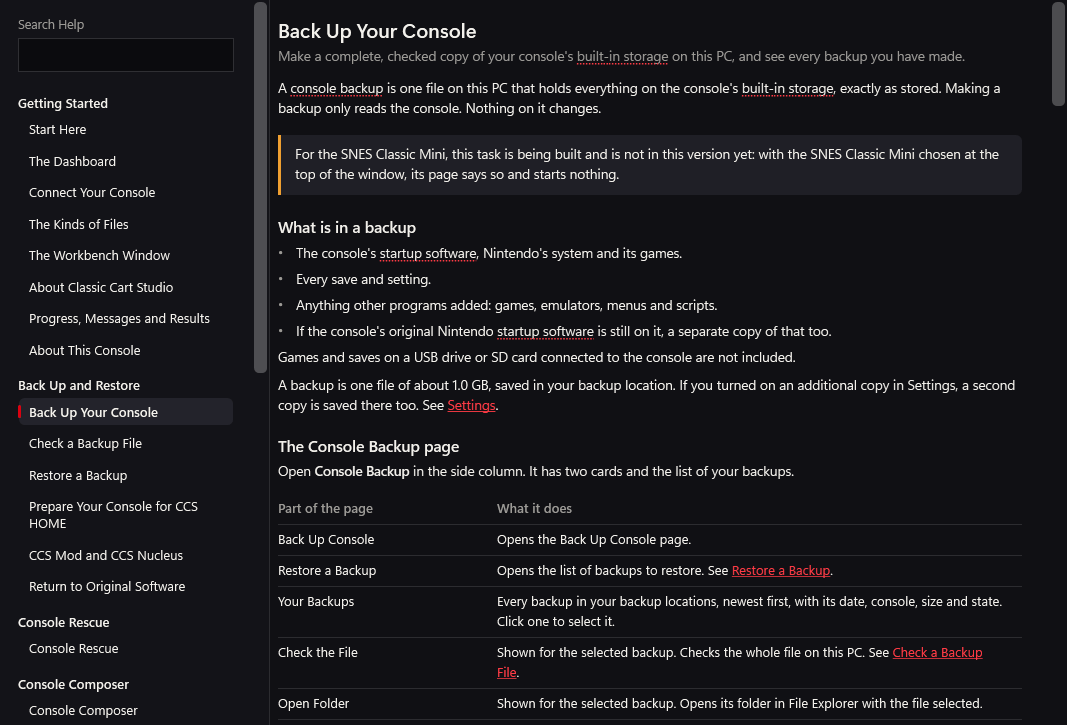 Search Help
Getting Started
Start Here
The Dashboard
Connect Your Console
The Kinds of Files
The Workbench Window
About Classic Cart Studio
Progress, Messages and Results
About This Console
Back Up and Restore
Back Up Your Console
Check a Backup File
Restore a Backup
Prepare Your Console for CCS
HOME
CCS Mod and CCS Nucleus
Return to Original Software
Console Rescue
Console Rescue
Console Composer
Console Composer
Back Up Your Console
Make a complete, checked copy of your console's built-in storage on this PC, and see every backup you have made.
A console backup is one file on this PC that holds everything on the console's built-in storage, exactly as stored. Making a
backup only reads the console. Nothing on it changes.
For the SNES Classic Mini, this task is being built and is not in this version yet: with the SNES Classic Mini chosen at the
top of the window, its page says so and starts nothing.
What is in a backup
• The console's startup software, Nintendo's system and its games.
• Every save and setting.
• Anything other programs added: games, emulators, menus and scripts.
• If the console's original Nintendo startup software is still on it, a separate copy of that too.
Games and saves on a USB drive or SD card connected to the console are not included.
A backup is one file of about 1.0 GB, saved in your backup location. If you turned on an additional copy in Settings, a second
copy is saved there too. See Settings.
The Console Backup page
Open Console Backup in the side column. It has two cards and the list of your backups.
Part of the page What it does
Back Up Console Opens the Back Up Console page.
Restore a Backup Opens the list of backups to restore. See Restore a Backup.
Your Backups Every backup in your backup locations, newest first, with its date, console, size and state.
Click one to select it.
Check the File Shown for the selected backup. Checks the whole file on this PC. See Check a Backup
File.
Open Folder Shown for the selected backup. Opens its folder in File Explorer with the file selected.